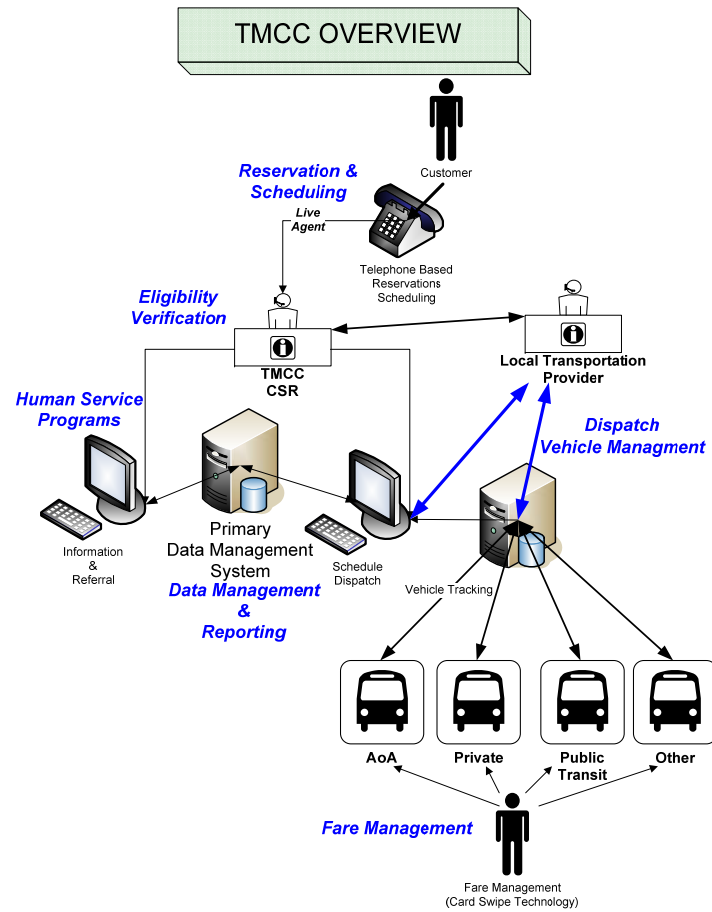 TMCC OVERVIEW
Customer
Reservation &
Scheduling
Live
Agent
Telephone Based
Reservations
Scheduling
Eligibility
Verification
TMCC
CSR
Local Transportation
Provider
Human Service
Programs
Dispatch
Vehicle Managment
Information
&
Referral
Primary
Data Management
System
Data Management
&
Reporting
Schedule
Dispatch
Vehicle Tracking
AoA
Private
Public
Transit
Other
Fare Management
Fare Management
(Card Swipe Technology)